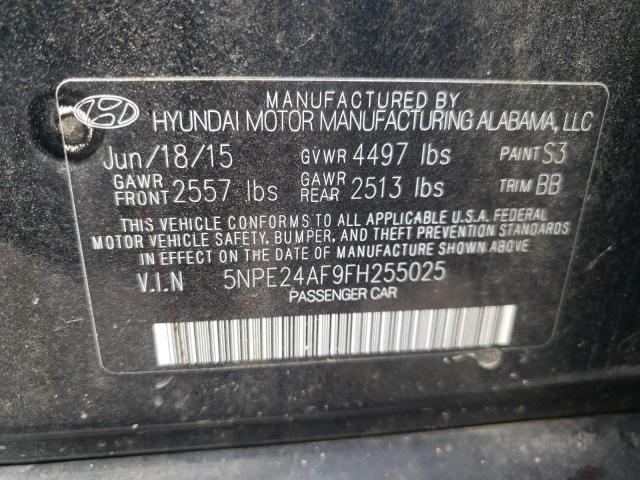 MANUFACTURED BY
HYUNDAI MOTOR MANUFACTURING ALABAMA, LLC
Jun/18/15 GVWR 4497 lbs PAINT S3
GAWR FRONT 2557 lbs GAWR REAR 2513 lbs TRIM BB
THIS VEHICLE CONFORMS TO ALL APPLICABLE U.S.A. FEDERAL
MOTOR VEHICLE SAFETY, BUMPER, AND THEFT PREVENTION STANDARDS
IN EFFECT ON THE DATE OF MANUFACTURE SHOWN ABOVE
V.I.N 5NPE24AF9FH255025
PASSENGER CAR